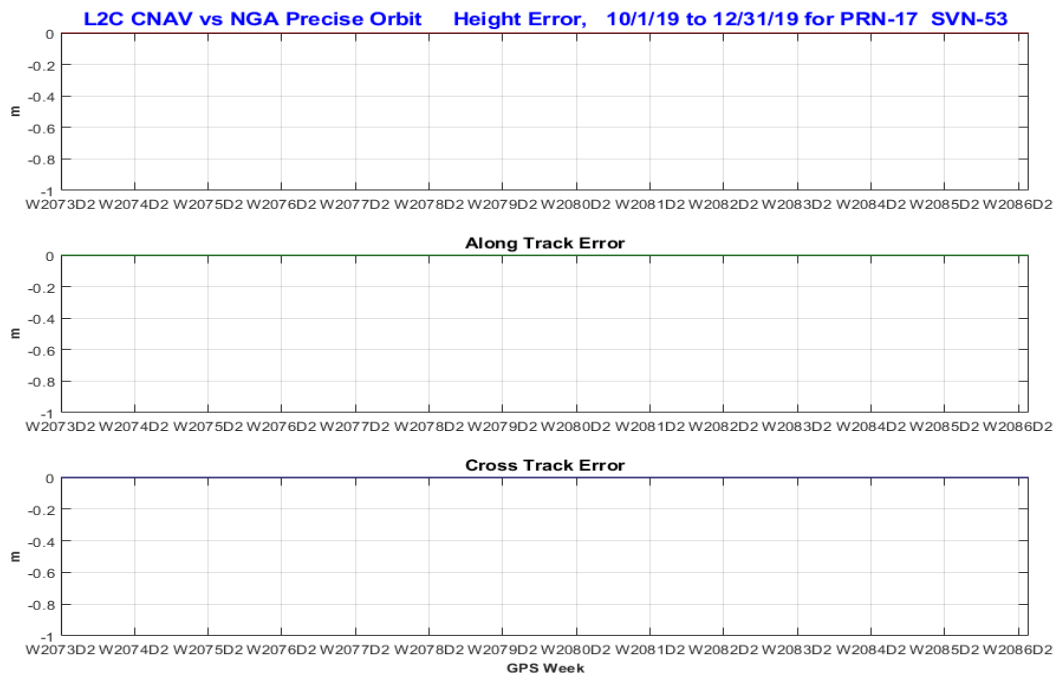 L2C CNAV vs NGA Precise Orbit Height Error, 10/1/19 to 12/31/19 for PRN-17 SVN-53
0
-0.2
-0.4
m
-0.6
-0.8
-1
W2073D2 W2074D2 W2075D2 W2076D2 W2077D2 W2078D2 W2079D2 W2080D2 W2081D2 W2082D2 W2083D2 W2084D2 W2085D2 W2086D2
Along Track Error
0
-0.2
-0.4
m
-0.6
-0.8
-1
W2073D2 W2074D2 W2075D2 W2076D2 W2077D2 W2078D2 W2079D2 W2080D2 W2081D2 W2082D2 W2083D2 W2084D2 W2085D2 W2086D2
Cross Track Error
0
-0.2
-0.4
m
-0.6
-0.8
-1
W2073D2 W2074D2 W2075D2 W2076D2 W2077D2 W2078D2 W2079D2 W2080D2 W2081D2 W2082D2 W2083D2 W2084D2 W2085D2 W2086D2
GPS Week